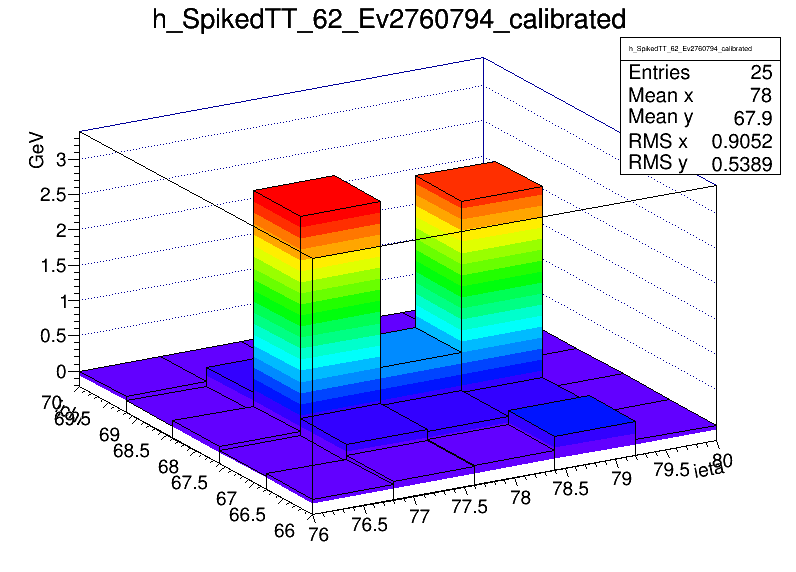 h_SpikedTT_62_Ev2760794_calibrated
h_SpikedTT_62_Ev2760794_calibrated
Entries 25
Mean x 78
Mean y 67.9
RMS x 0.9052
RMS y 0.5389
GeV
3
2.5
2
1.5
1
0.5
0
70
69.5
69
68.5
68
67.5
67
66.5
66
76
76.5
77
77.5
78
78.5
79
79.5
80
ieta